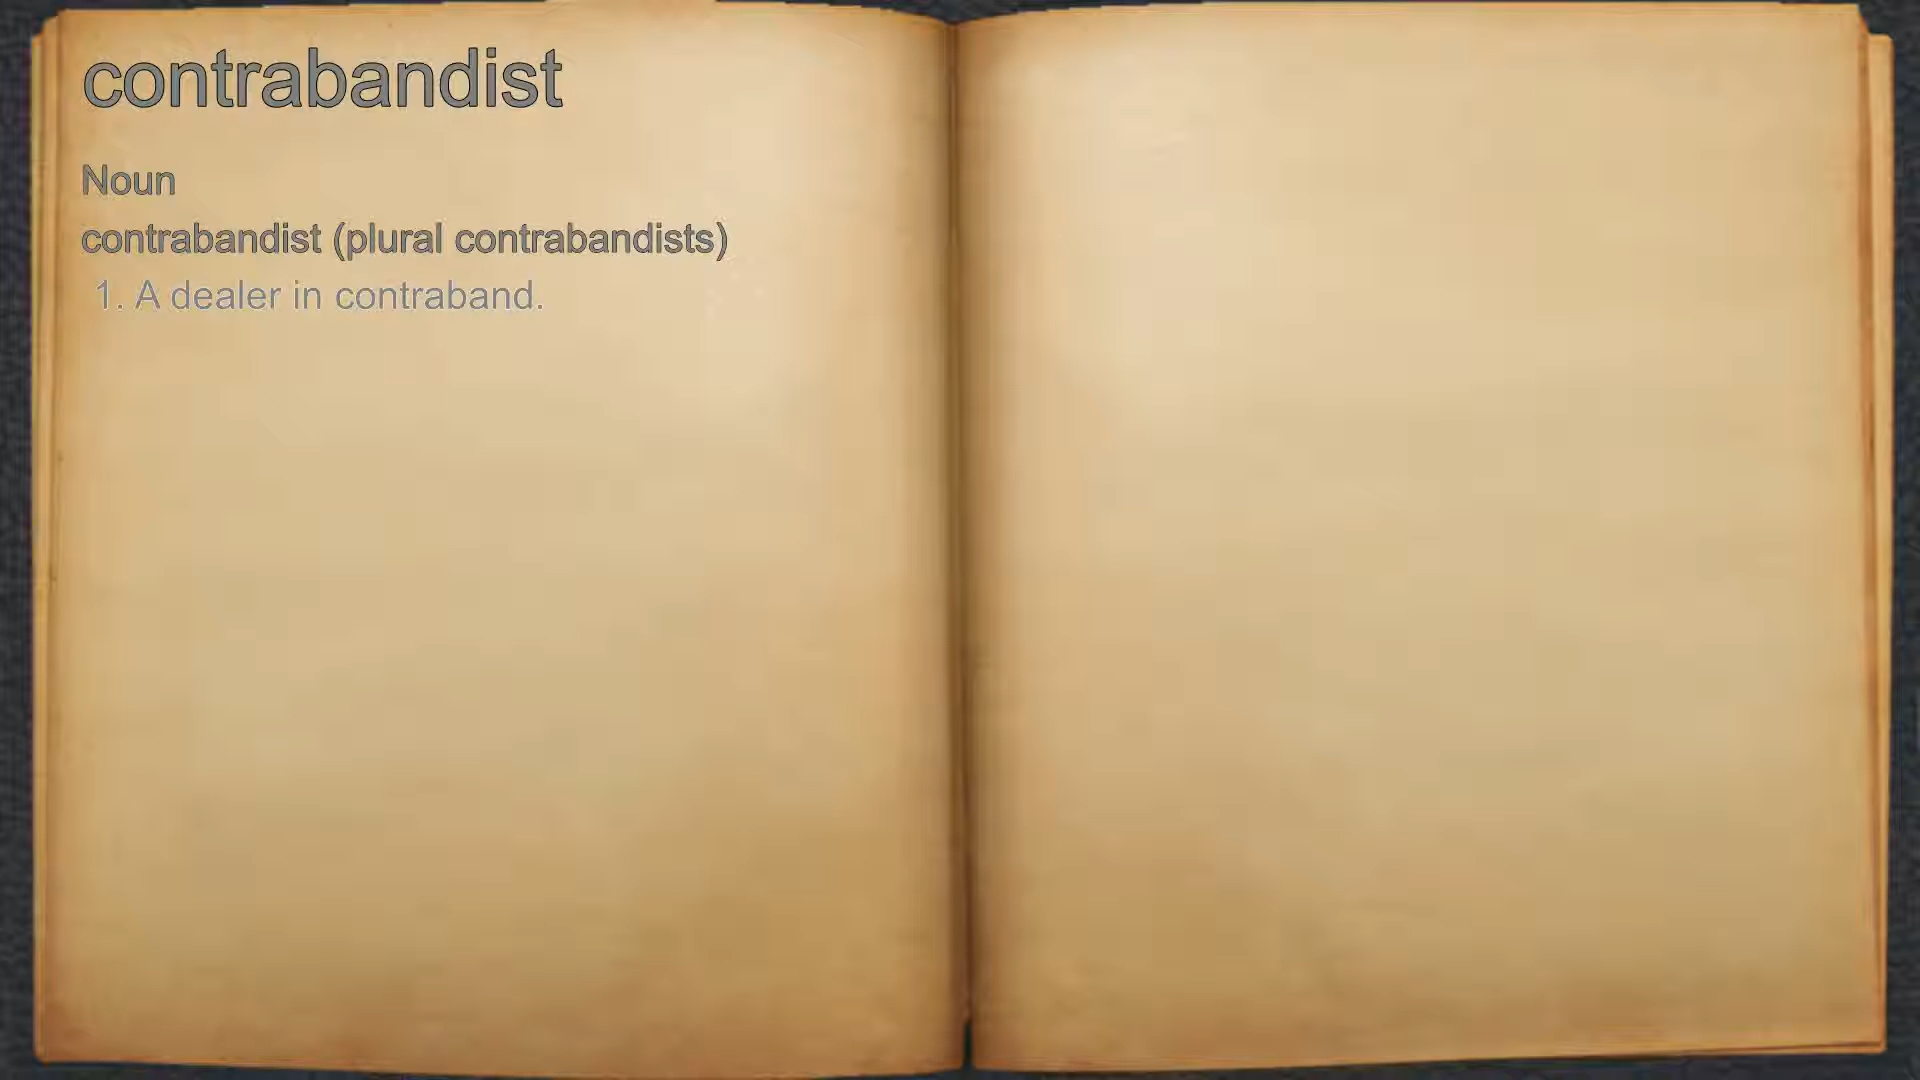 contrabandist
Noun
contrabandist (plural contrabandists)
1. A dealer in contraband.